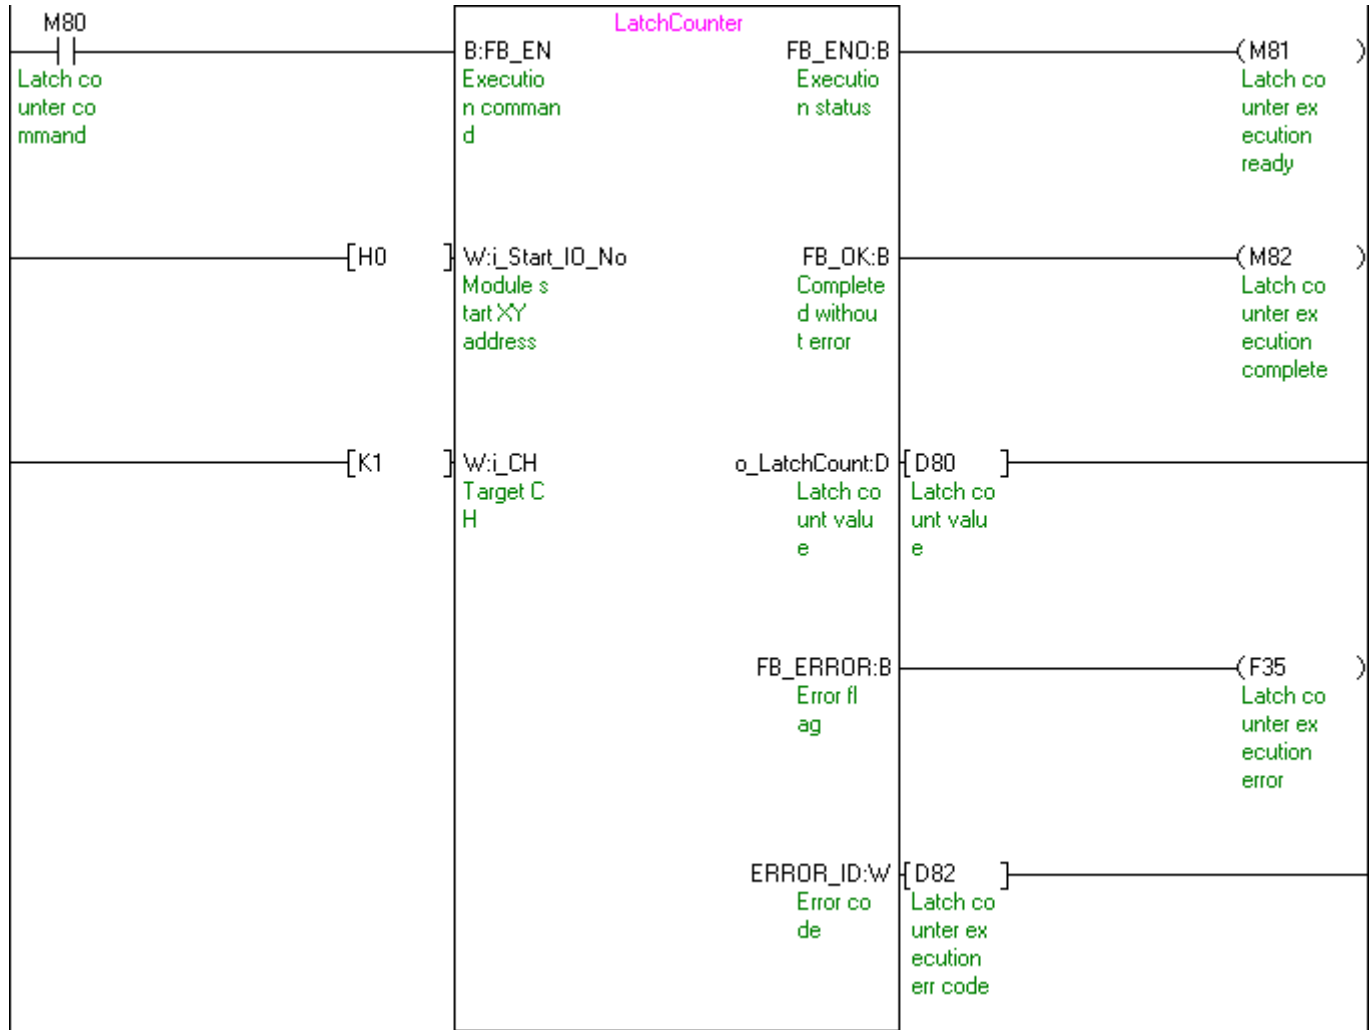 M80
LatchCounter
B:FB_EN
FB_ENO:B
(M81 )
Latch co
unter co
mmand
Executio
n comman
d
Executio
n status
Latch co
unter ex
ecution
ready
[H0 ]
W:i_Start_IO_No
FB_OK:B
(M82 )
Module s
tart XY
address
Complete
d withou
t error
Latch co
unter ex
ecution
complete
[K1 ]
W:i_CH
o_LatchCount:D
[D80 ]
Target C
H
Latch co
unt valu
e
Latch co
unt valu
e
FB_ERROR:B
(F35 )
Error fl
ag
Latch co
unter ex
ecution
error
ERROR_ID:W
[D82 ]
Error co
de
Latch co
unter ex
ecution
err code